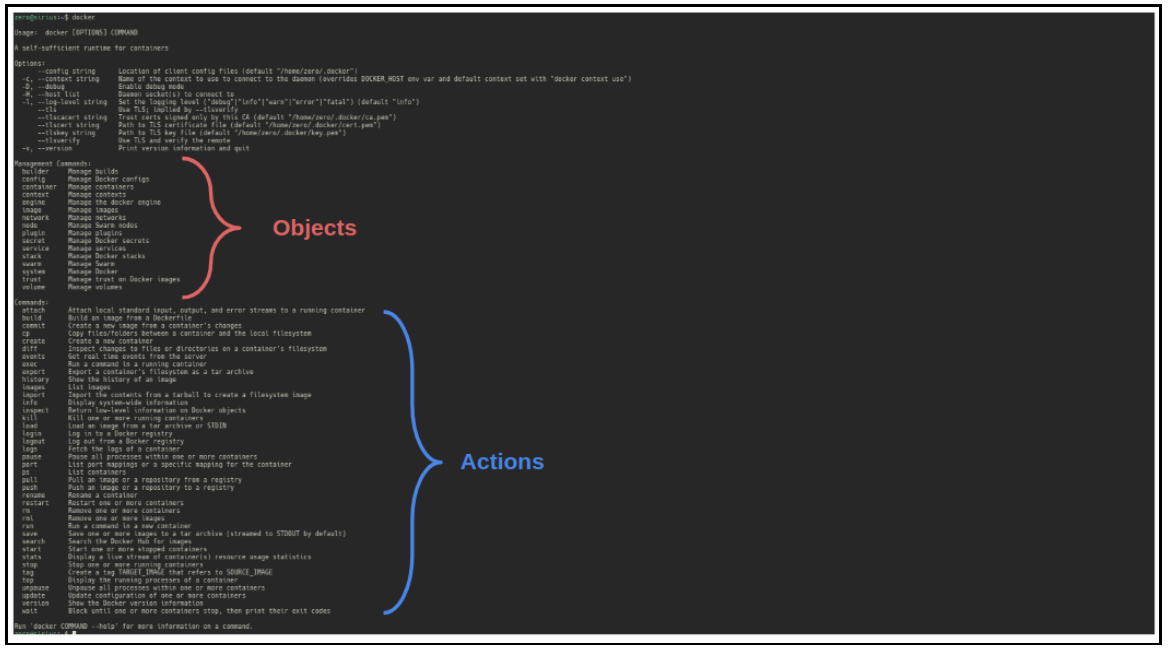 zero@sirius:~$ docker
Usage:  docker [OPTIONS] COMMAND
A self-sufficient runtime for containers
Options:
--config string Location of client config files (default "/home/zero/.docker")
-c, --context string Name of the context to use to connect to the daemon (overrides DOCKER_HOST env var and default context set with "docker context use")
-D, --debug Enable debug mode
-H, --host list Daemon socket(s) to connect to
-l, --log-level string Set the logging level ("debug"|"info"|"warn"|"error"|"fatal") (default "info")
--tls Use TLS; implied by --tlsverify
--tlscacert string Trust certs signed only by this CA (default "/home/zero/.docker/ca.pem")
--tlscert string Path to TLS certificate file (default "/home/zero/.docker/cert.pem")
--tlskey string Path to TLS key file (default "/home/zero/.docker/key.pem")
--tlsverify Use TLS and verify the remote
-v, --version Print version information and quit
Management Commands:
builder Manage builds
config Manage Docker configs
container Manage containers
context Manage contexts
engine Manage the docker engine
image Manage images
network Manage networks
node Manage Swarm nodes
plugin Manage plugins
secret Manage Docker secrets
service Manage services
stack Manage Docker stacks
swarm Manage Swarm
system Manage Docker
trust Manage trust on Docker images
volume Manage volumes
Objects
Commands:
attach Attach local standard input, output, and error streams to a running container
build Build an image from a Dockerfile
commit Create a new image from a container's changes
cp Copy files/folders between a container and the local filesystem
create Create a new container
diff Inspect changes to files or directories on a container's filesystem
events Get real time events from the server
exec Run a command in a running container
export Export a container's filesystem as a tar archive
history Show the history of an image
images List images
import Import the contents from a tarball to create a filesystem image
info Display system-wide information
inspect Return low-level information on Docker objects
kill Kill one or more running containers
load Load an image from a tar archive or STDIN
login Log in to a Docker registry
logout Log out from a Docker registry
logs Fetch the logs of a container
pause Pause all processes within one or more containers
port List port mappings or a specific mapping for the container
ps List containers
pull Pull an image or a repository from a registry
push Push an image or a repository to a registry
rename Rename a container
restart Restart one or more containers
rm Remove one or more containers
rmi Remove one or more images
run Run a command in a new container
save Save one or more images to a tar archive (streamed to STDOUT by default)
search Search the Docker Hub for images
start Start one or more stopped containers
stats Display a live stream of container(s) resource usage statistics
stop Stop one or more running containers
tag Create a tag TARGET_IMAGE that refers to SOURCE_IMAGE
top Display the running processes of a container
unpause Unpause all processes within one or more containers
update Update configuration of one or more containers
version Show the Docker version information
wait Block until one or more containers stop, then print their exit codes
Actions
Run 'docker COMMAND --help' for more information on a command.
zero@sirius:~$